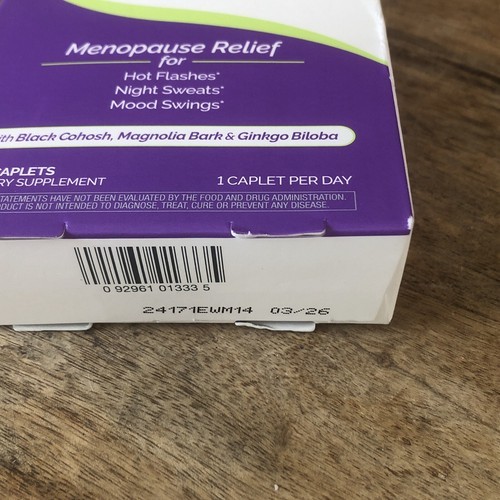 Menopause Relief
for
Hot Flashes*
Night Sweats*
Mood Swings*
Black Cohosh, Magnolia Bark & Ginkgo Biloba
CAPLETS
SUPPLEMENT
1 CAPLET PER DAY
STATEMENTS HAVE NOT BEEN EVALUATED BY THE FOOD AND DRUG ADMINISTRATION.
IS NOT INTENDED TO DIAGNOSE, TREAT, CURE OR PREVENT ANY DISEASE.
0 92961 01333 5
24171EWM14 03/26